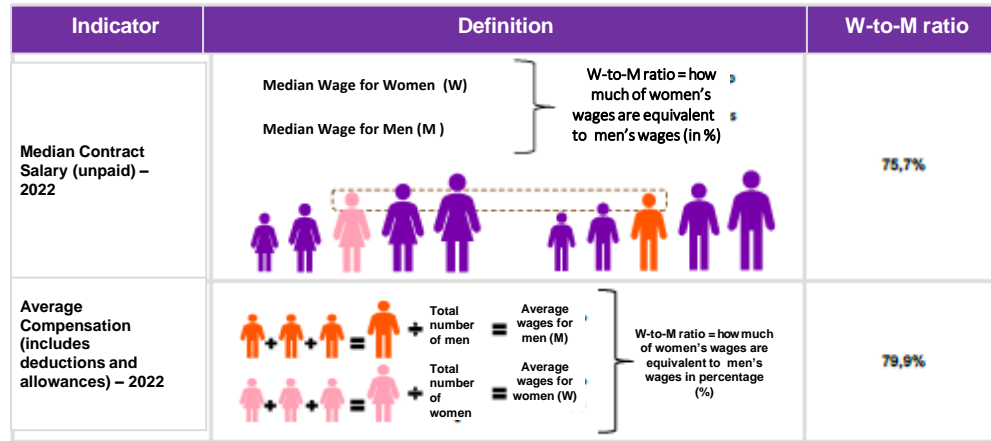 Indicator
Definition
W-to-M ratio
Median Contract
Salary (unpaid) –
2022
Median Wage for Women (W)
Median Wage for Men (M )
W-to-M ratio = how
much of women's
wages are equivalent
to men's wages (in %)
75,7%
Average
Compensation
(includes
deductions and
allowances) – 2022
+ + + = + Total
number
of men
= Average
wages for
men (M)
+ + + = + Total
number
of
women
= Average
wages for
women (W)
W-to-M ratio = how much
of women's wages are
equivalent to men's
wages in percentage
(%)
79,9%